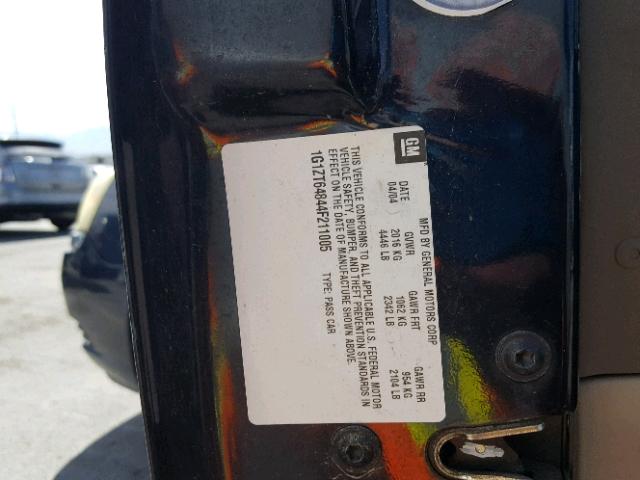 GM
MFD BY GENERAL MOTORS CORP
DATE GVWR GAWR FRT GAWR RR
04/04 2016 KG 1062 KG 954 KG
4446 LB 2342 LB 2104 LB
THIS VEHICLE CONFORMS TO ALL APPLICABLE U.S. FEDERAL MOTOR
VEHICLE SAFETY, BUMPER, AND THEFT PREVENTION STANDARDS IN
EFFECT ON THE DATE OF MANUFACTURE SHOWN ABOVE.
1G1ZT64844F211005 TYPE: PASS CAR